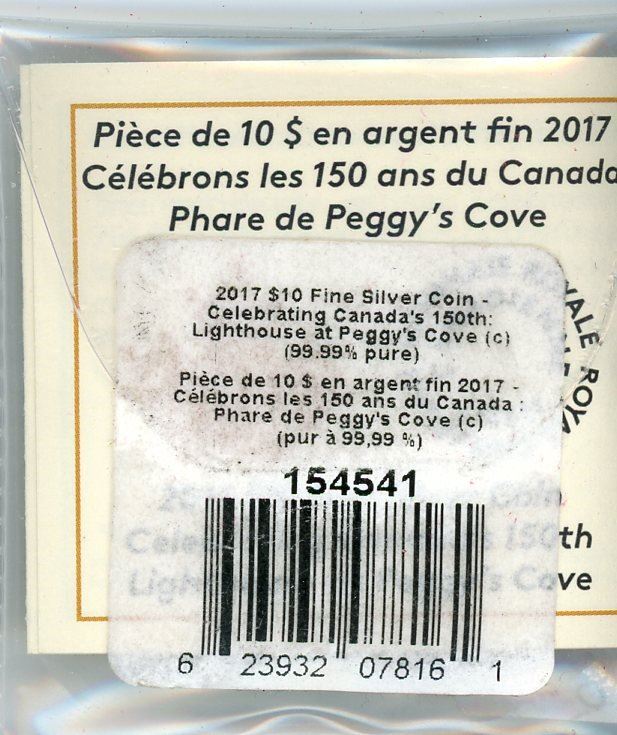 Pièce de 10 $ en argent fin 2017
Célébrons les 150 ans du Canada
Phare de Peggy's Cove
2017 $10 Fine Silver Coin -
Celebrating Canada's 150th:
Lighthouse at Peggy's Cove (c)
(99.99% pure)
Pièce de 10 $ en argent fin 2017 -
Célébrons les 150 ans du Canada :
Phare de Peggy's Cove (c)
(pur à 99,99 %)
154541
Coin
150th
Cove
6 23932 07816 1